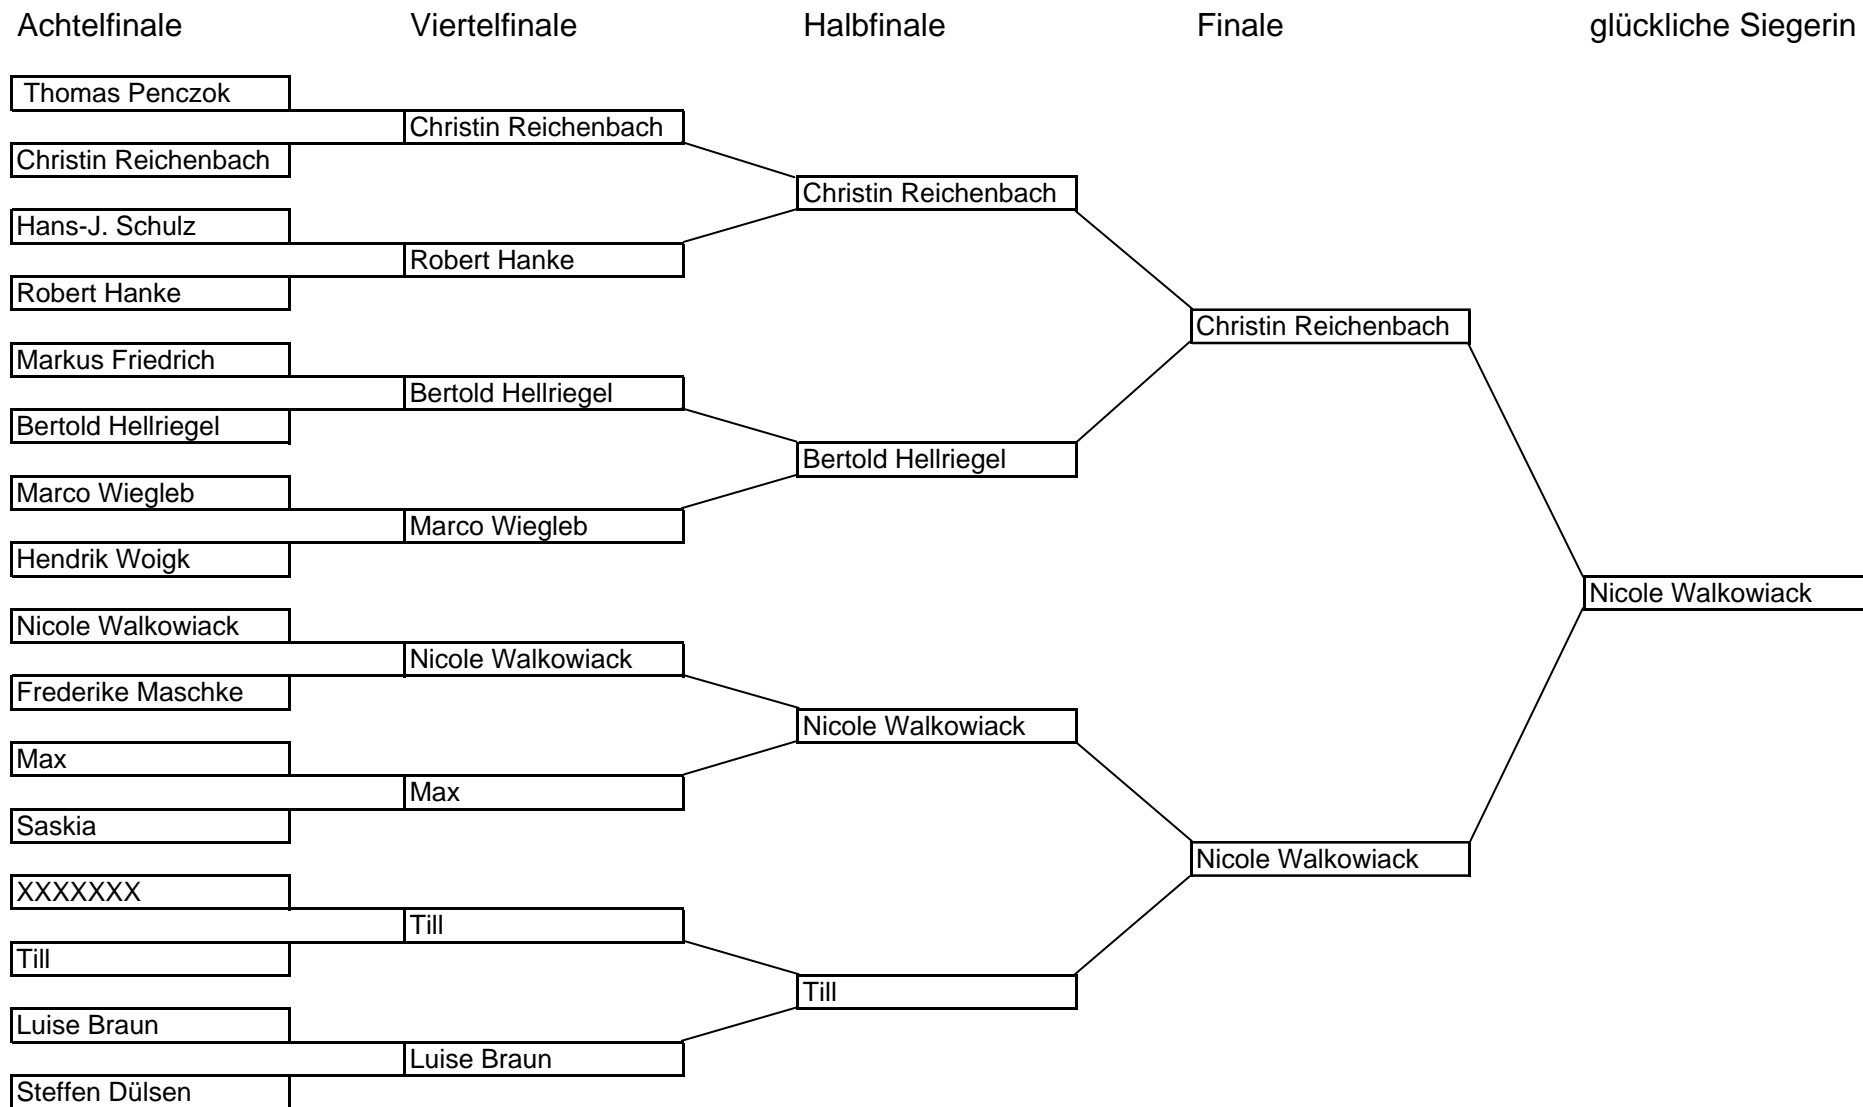 Achtelfinale
Viertelfinale
Halbfinale
Finale
glückliche Siegerin
Thomas Penczok
Christin Reichenbach
Hans-J. Schulz
Robert Hanke
Markus Friedrich
Bertold Hellriegel
Marco Wiegleb
Hendrik Woigk
Nicole Walkowiack
Frederike Maschke
Max
Saskia
XXXXXXX
Till
Luise Braun
Steffen Dülsen
Christin Reichenbach
Robert Hanke
Bertold Hellriegel
Marco Wiegleb
Nicole Walkowiack
Max
Till
Luise Braun
Christin Reichenbach
Bertold Hellriegel
Nicole Walkowiack
Till
Christin Reichenbach
Nicole Walkowiack
Nicole Walkowiack